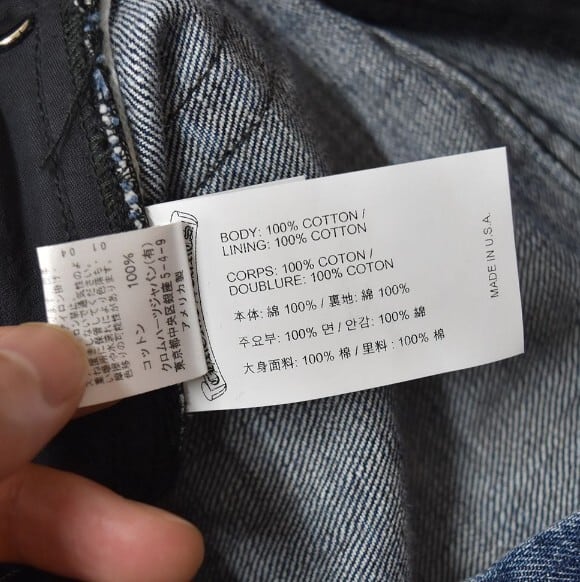 BODY: 100% COTTON /
LINING: 100% COTTON
CORPS: 100% COTTON /
DOUBLURE: 100% COTON
本体: 綿 100% / 裏地: 綿 100%
주요부: 100% 면 / 안감: 100% 綿
大身面料: 100% 棉 / 里料: 100% 棉
MADE IN U.S.A.
コットン 100%
クロムハーツジャパン(有)
東京都中央区銀座5-4-9
アメリカ製